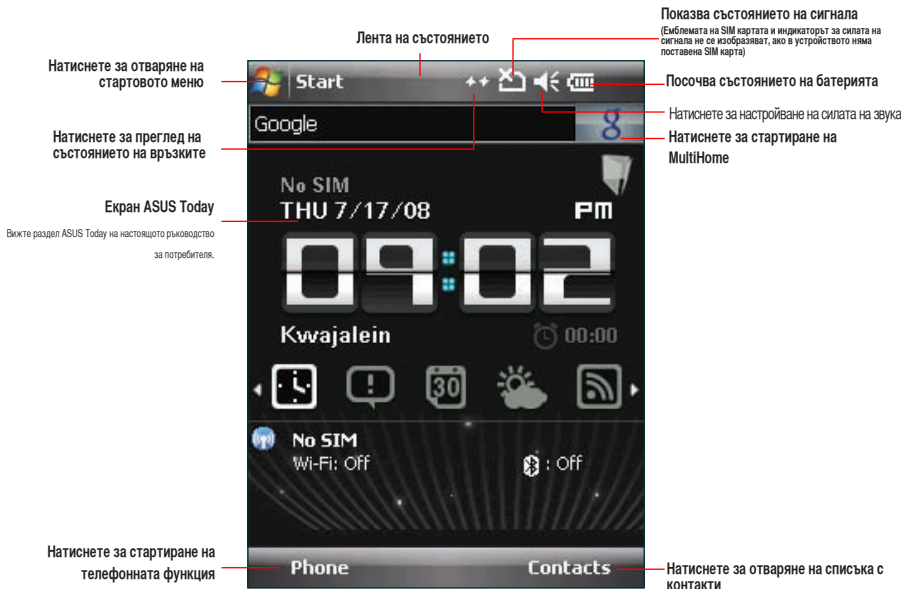 Показва състоянието на сигнала
(Емблемата на SIM картата и индикаторът за силата на
сигнала не се изобразяват, ако в устройството няма
поставена SIM карта)
Лента на състоянието
Натиснете за отваряне на
стартовото меню
Start
Посочва състоянието на батерията
Натиснете за настройване на силата на звука
Google
g
Натиснете за стартиране на
MultiHome
Натиснете за преглед на
състоянието на връзките
No SIM
THU 7/17/08
PM
Екран ASUS Today
Вижте раздел ASUS Today на настоящото ръководство
за потребителя.
09:02
Kwajalein
00:00
30
No SIM
Wi-Fi: Off
: Off
Натиснете за стартиране на
телефонната функция
Phone
Contacts
Натиснете за отваряне на списъка с
контакти